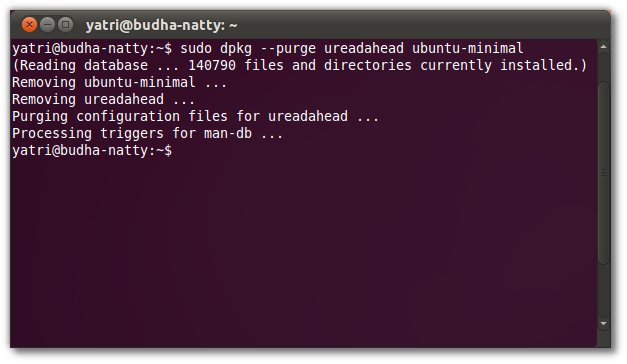 yatri@budha-natty: ~
yatri@budha-natty:~$ sudo dpkg --purge ureadahead ubuntu-minimal
(Reading database ... 140790 files and directories currently installed.)
Removing ubuntu-minimal ...
Removing ureadahead ...
Purging configuration files for ureadahead ...
Processing triggers for man-db ...
yatri@budha-natty:~$